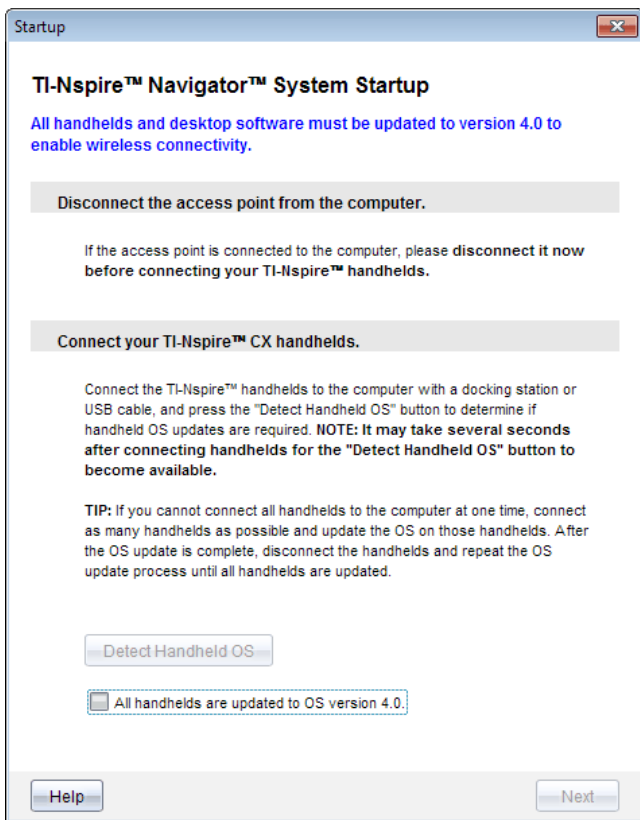 Startup
TI-Nspire™ Navigator™ System Startup
All handhelds and desktop software must be updated to version 4.0 to
enable wireless connectivity.
Disconnect the access point from the computer.
If the access point is connected to the computer, please disconnect it now
before connecting your TI-Nspire™ handhelds.
Connect your TI-Nspire™ CX handhelds.
Connect the TI-Nspire™ handhelds to the computer with a docking station or
USB cable, and press the "Detect Handheld OS" button to determine if
handheld OS updates are required. NOTE: It may take several seconds
after connecting handhelds for the "Detect Handheld OS" button to
become available.
TIP: If you cannot connect all handhelds to the computer at one time, connect
as many handhelds as possible and update the OS on those handhelds. After
the OS update is complete, disconnect the handhelds and repeat the OS
update process until all handhelds are updated.
Detect Handheld OS
All handhelds are updated to OS version 4.0.
Help
Next